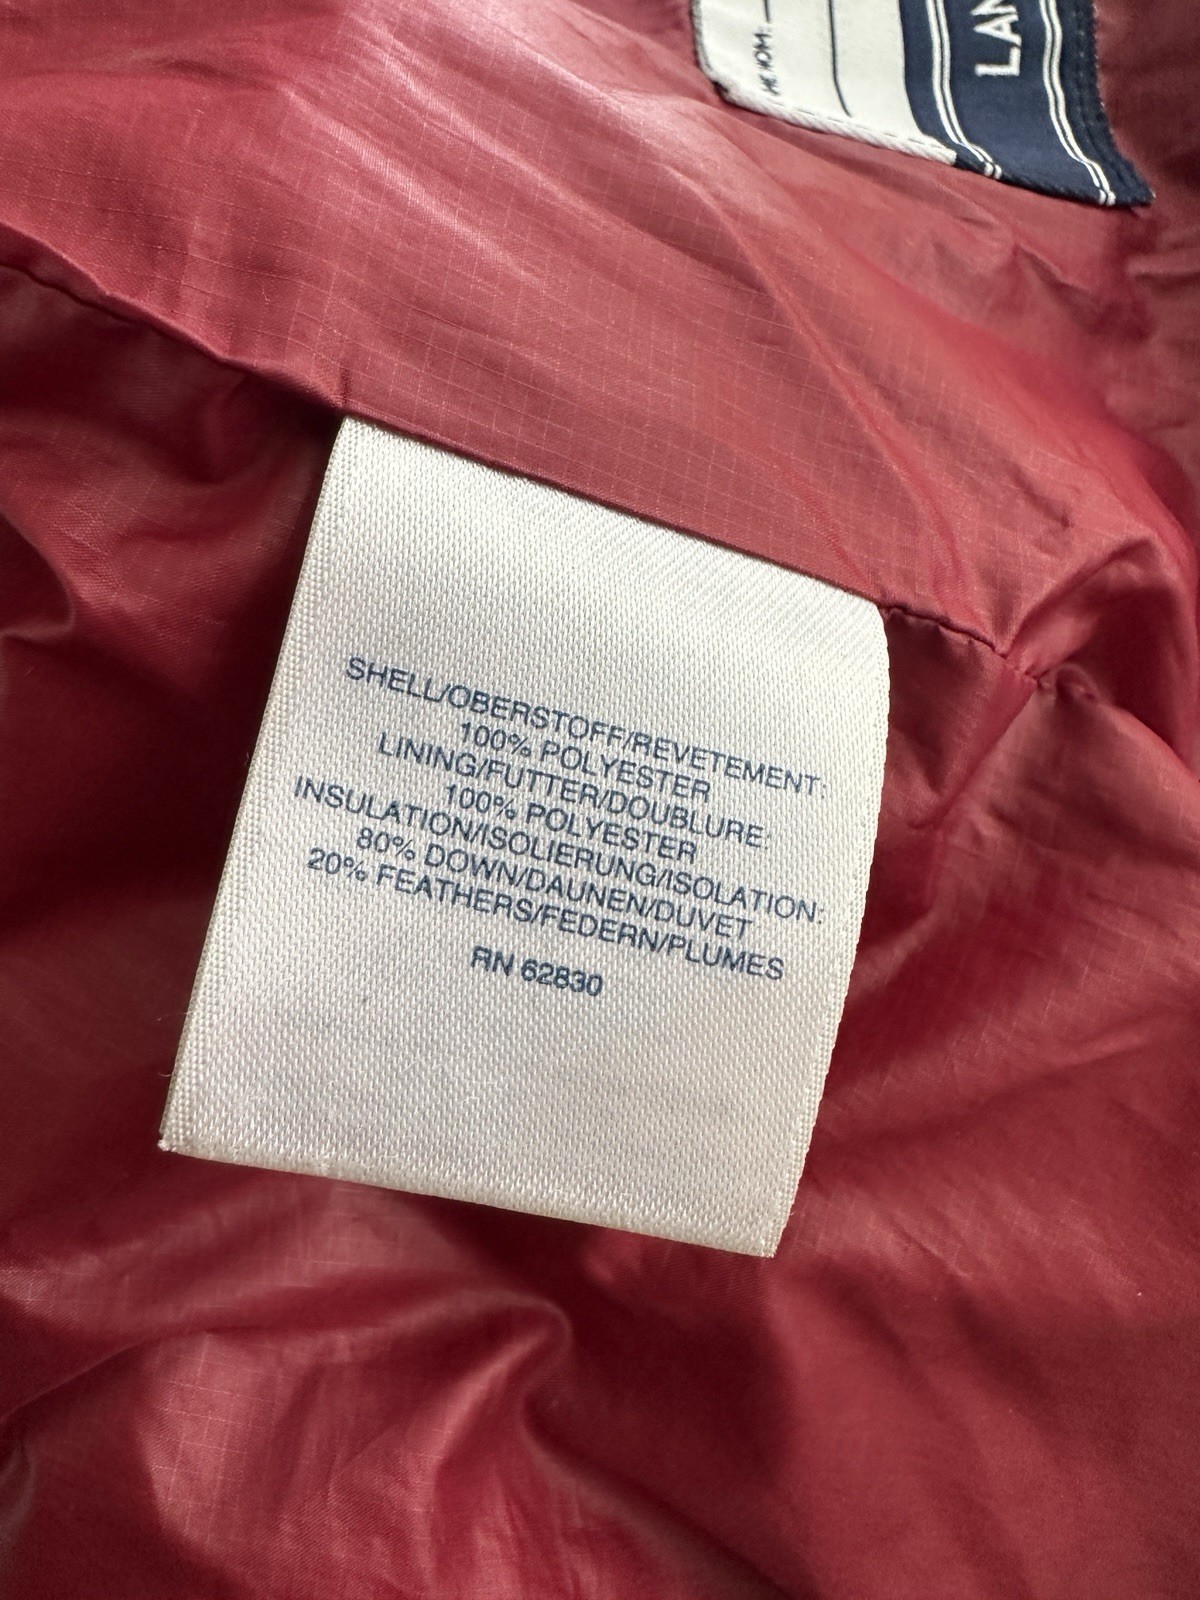 LAN
SHELL/OBERSTOFF/REVETEMENT:
100% POLYESTER
LINING/FUTTER/DOUBLURE:
100% POLYESTER
INSULATION/ISOLIERUNG/ISOLATION:
80% DOWN/DAUNEN/DUVET
20% FEATHERS/FEDERN/PLUMES
RN 62830